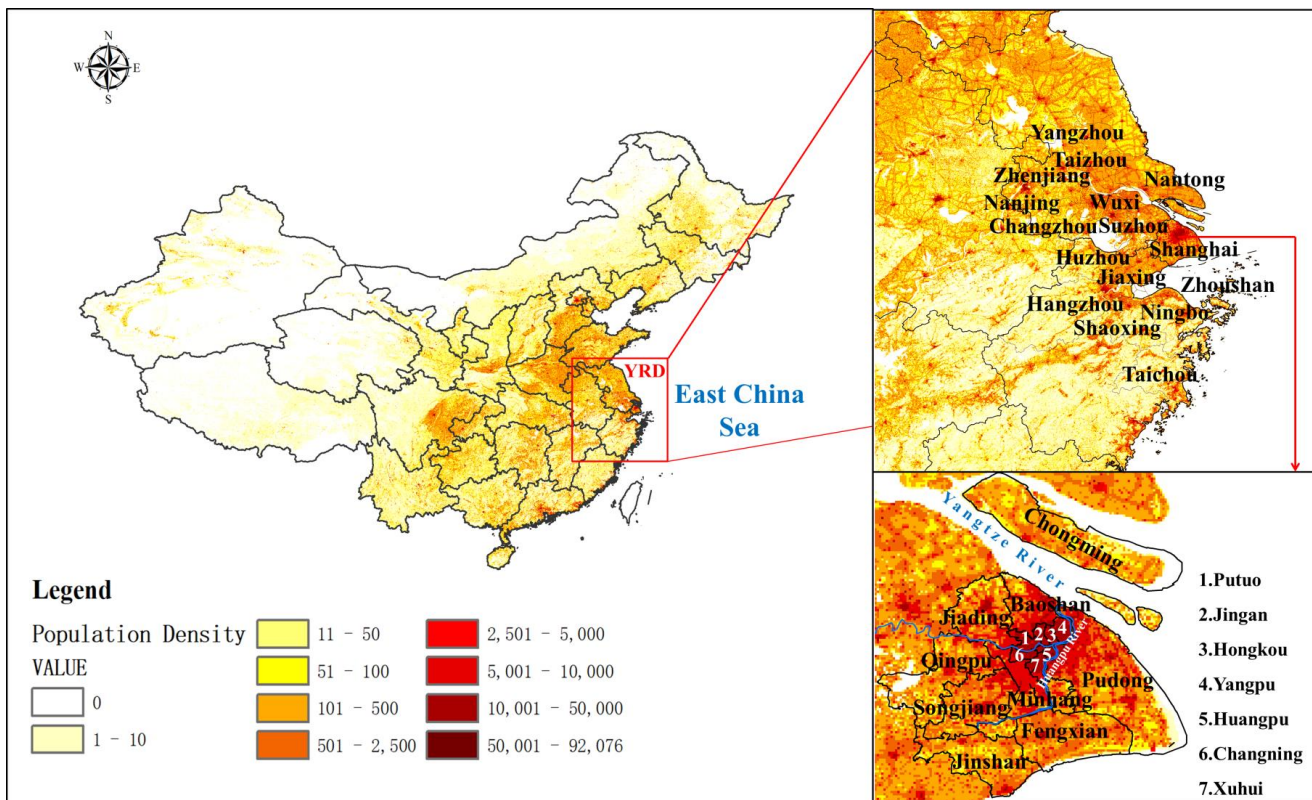 N
W
E
S
YRD
East China
Sea
Legend
Population Density
VALUE
0
1 - 10
11 - 50
51 - 100
101 - 500
501 - 2,500
2,501 - 5,000
5,001 - 10,000
10,001 - 50,000
50,001 - 92,076
Yangzhou
Taizhou
Zhenjiang
Nantong
Nanjing
Wuxi
Changzhou
Suzhou
Shanghai
Huzhou
Jiaxing
Zhoushan
Hangzhou
Ningbo
Shaoxing
Taichou
Yangtze River
Chongming
Baoshan
Jiading
1 2 3 4
6 5
7
Huangpu River
Qingpu
Pudong
Minhang
Songjiang
Fengxian
Jinshan
1.Putuo
2.Jingan
3.Hongkou
4.Yangpu
5.Huangpu
6.Changning
7.Xuhui